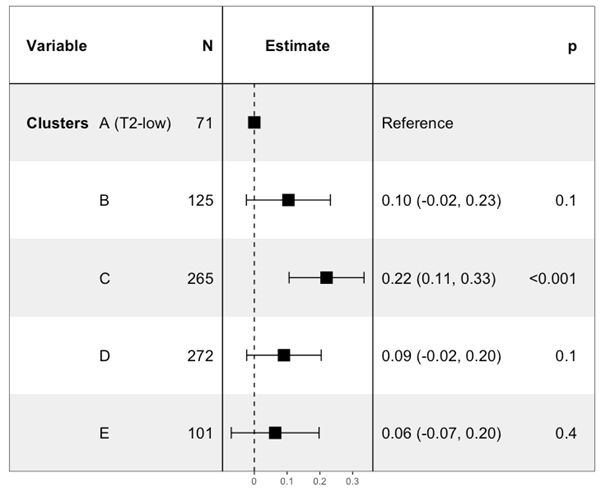 Variable N Estimate p
Clusters A (T2-low) 71 Reference
B 125 0.10 (-0.02, 0.23) 0.1
C 265 0.22 (0.11, 0.33) <0.001
D 272 0.09 (-0.02, 0.20) 0.1
E 101 0.06 (-0.07, 0.20) 0.4
0 0.1 0.2 0.3